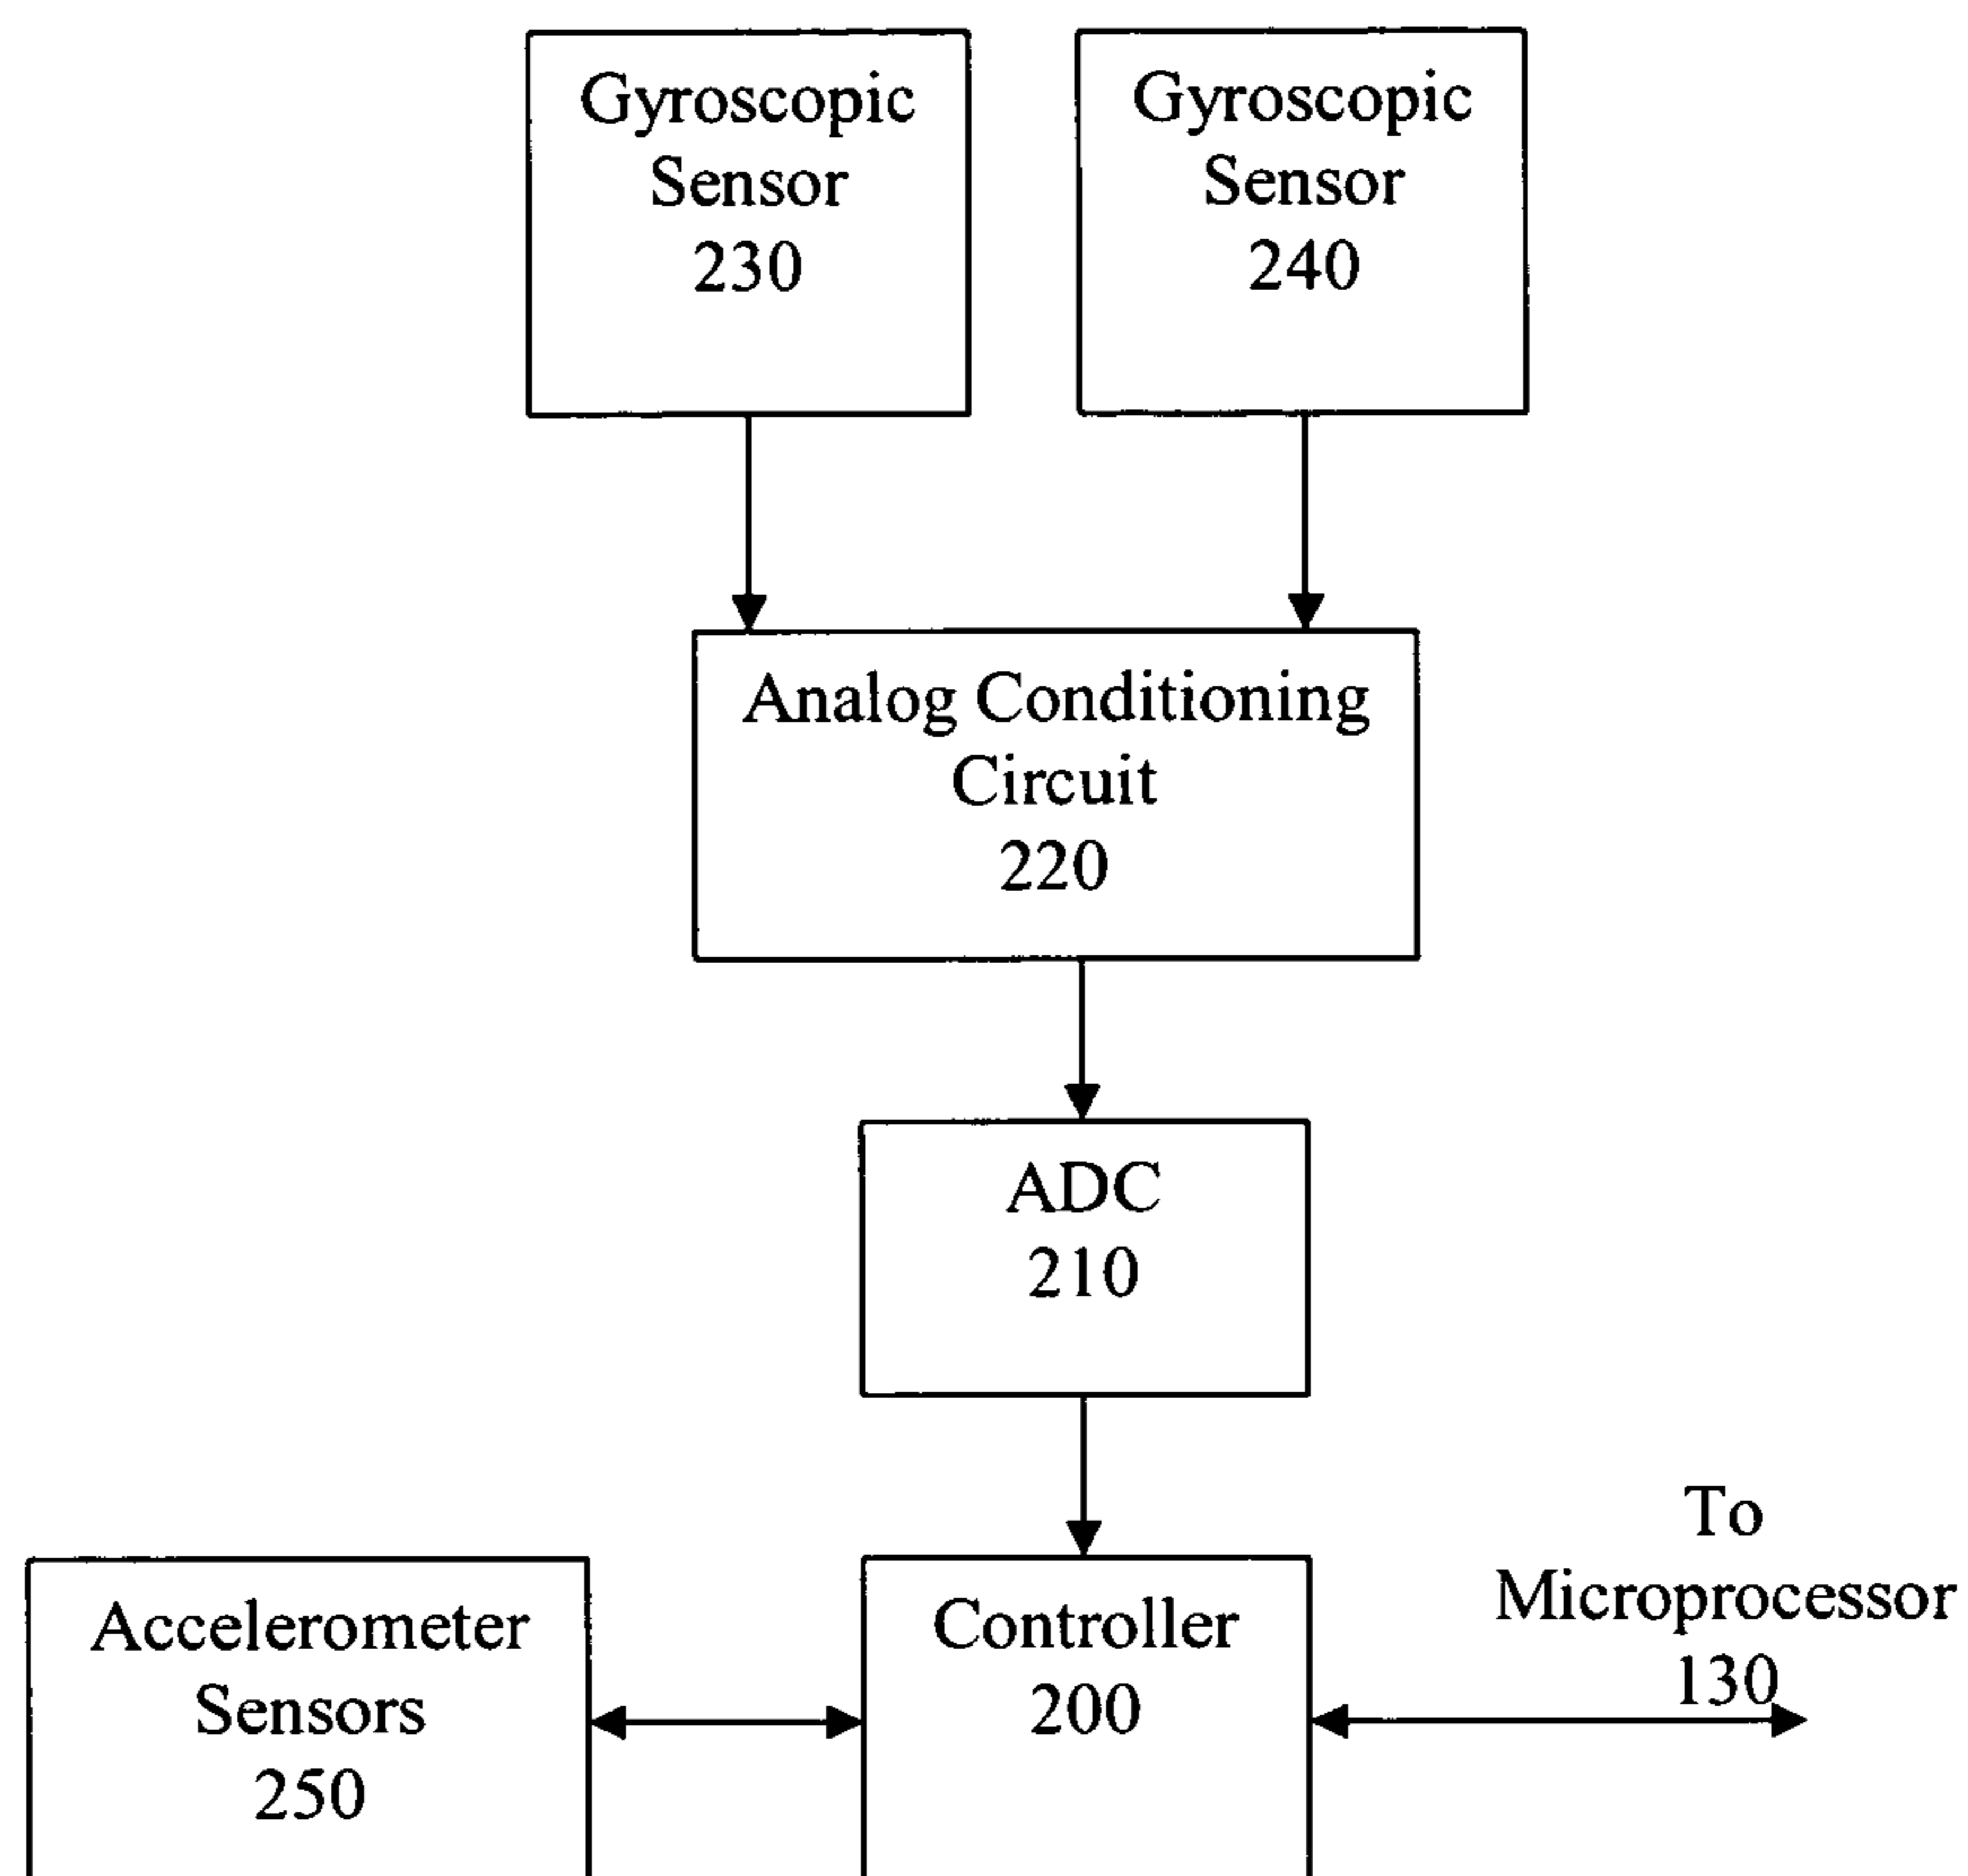 Gyroscopic
Sensor
230
Gyroscopic
Sensor
240
Analog Conditioning
Circuit
220
ADC
210
To
Microprocessor
130
Accelerometer
Sensors
250
Controller
200